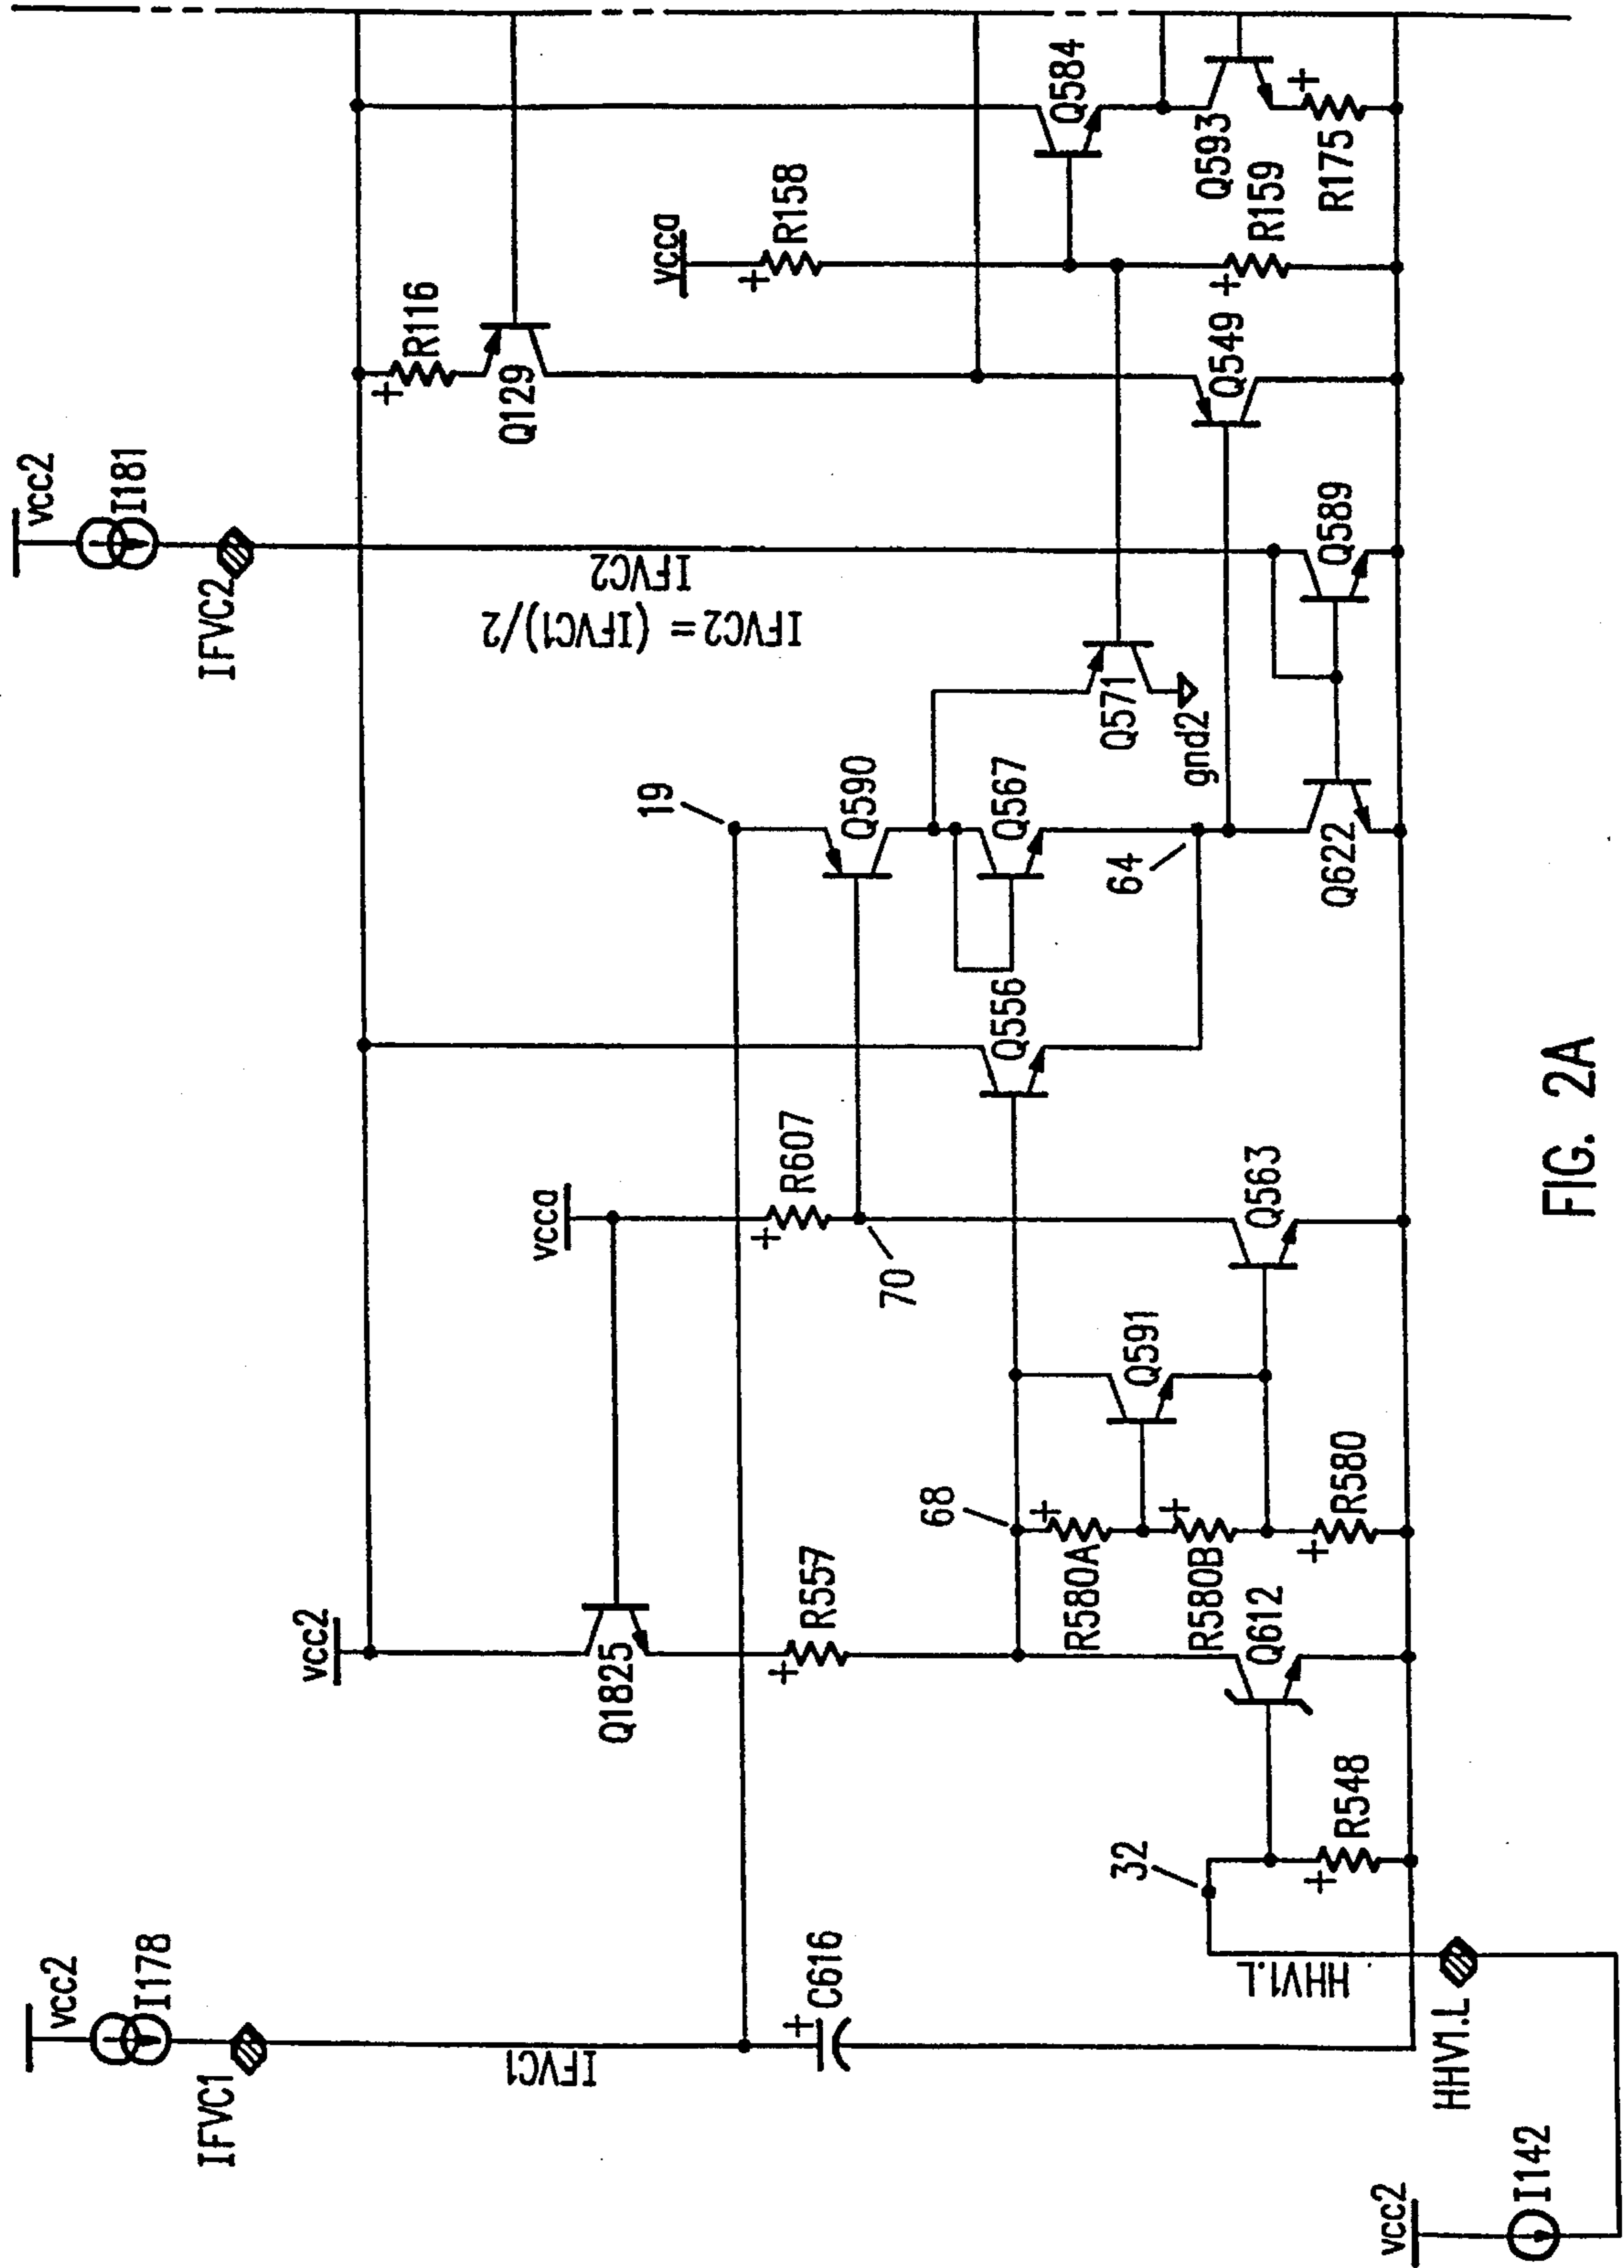 vcc2
I181
IFVC2
IFVC2
IFVC2 = (IFVC1)/2
R116
Q129
vcca
R158
Q584
Q593
R159
R175
Q549
Q589
Q571
gnd2
19
Q590
Q567
64
Q622
Q556
vcca
R607
70
Q563
Q591
68
R580A
R580B
R580
vcc2
Q1825
R557
Q612
32
R548
vcc2
I178
IFVC1
IFVC1
C616
HHV1.L
HHV1.L
vcc2
I142
FIG. 2A